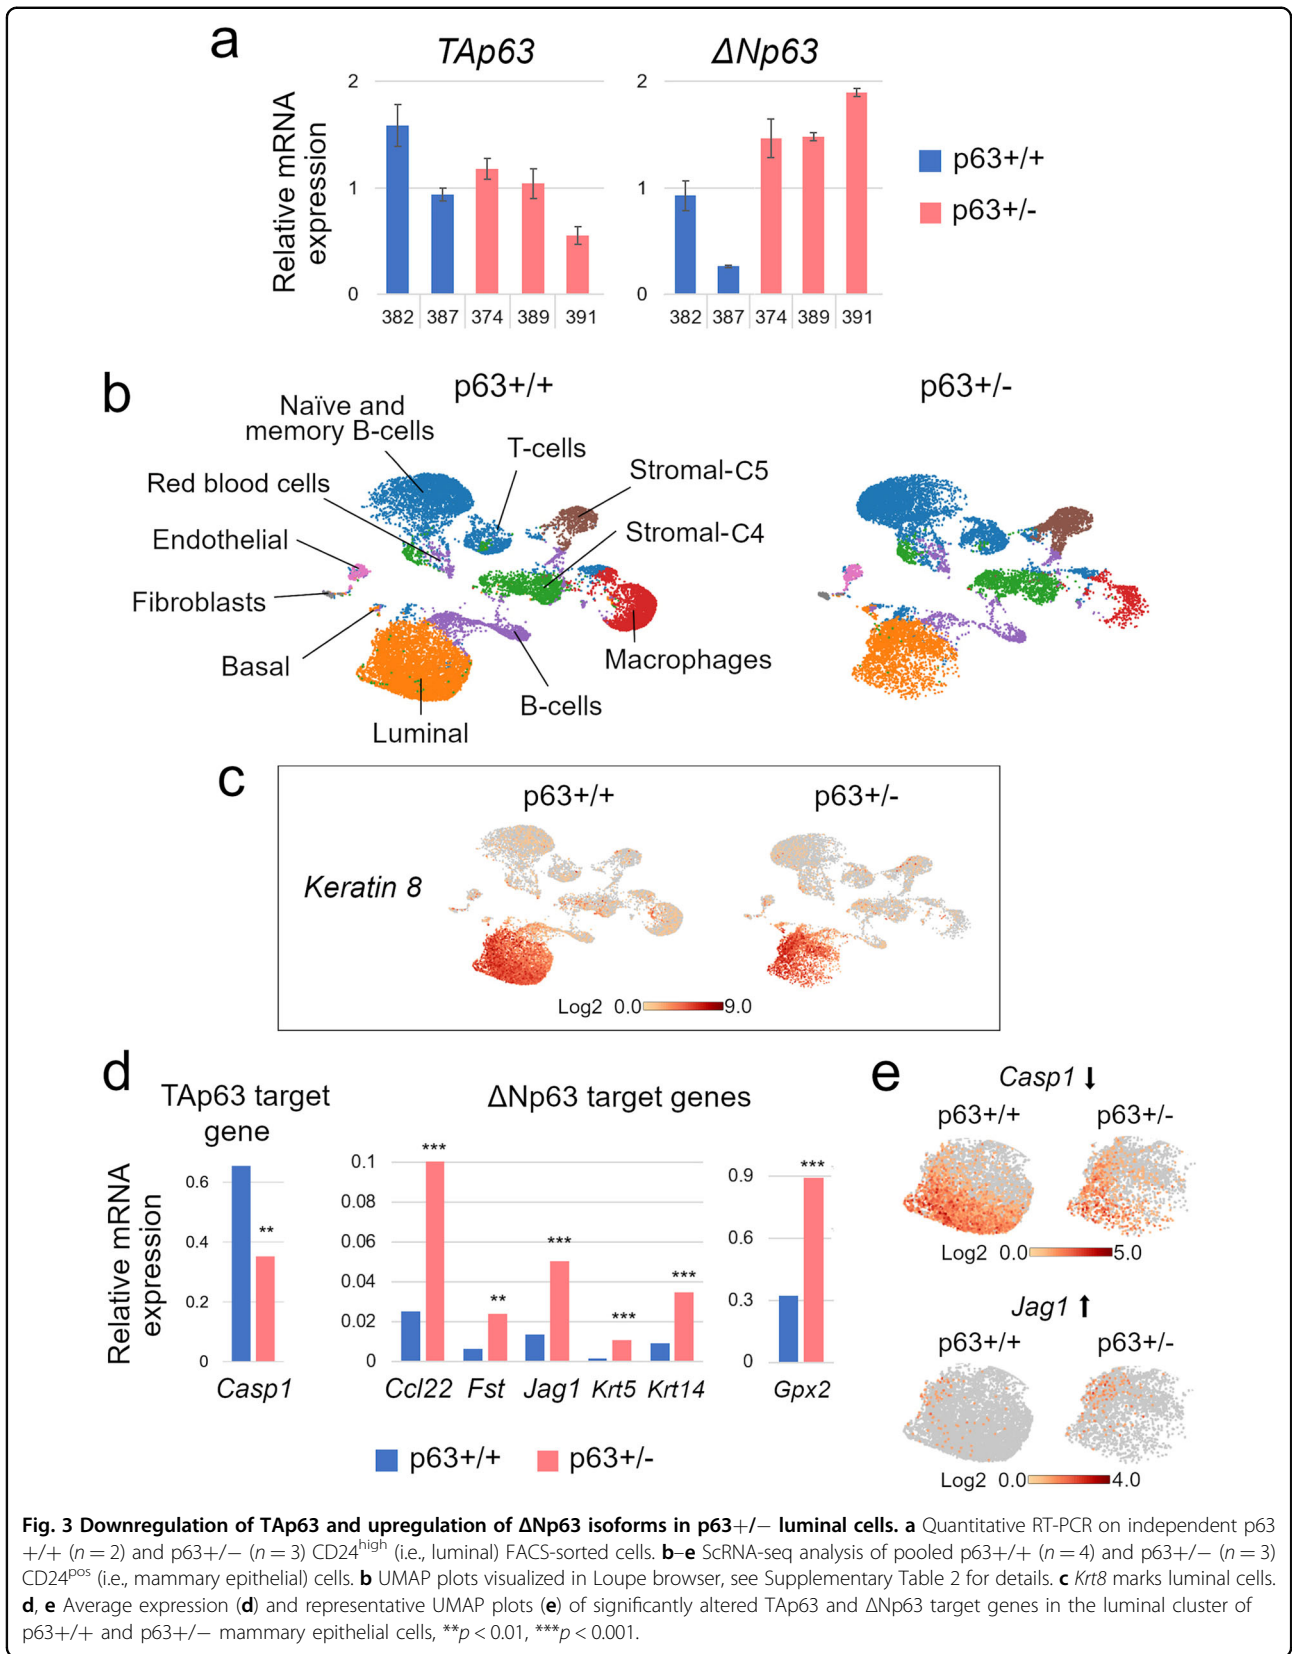 a
TAp63
ΔNp63
Relative mRNA
expression
2
1
0
382 387 374 389 391
2
1
0
382 387 374 389 391
p63+/+
p63+/-
b
p63+/+
p63+/-
Naïve and
memory B-cells
T-cells
Red blood cells
Stromal-C5
Endothelial
Stromal-C4
Fibroblasts
Basal
Macrophages
B-cells
Luminal
c
p63+/+
p63+/-
Keratin 8
Log2 0.0 9.0
d
TAp63 target
gene
ΔNp63 target genes
Relative mRNA
expression
0.6
0.4
0.2
0
**
Casp1
0.1
0.08
0.06
0.04
0.02
0
***
**
***
***
***
Ccl22 Fst Jag1 Krt5 Krt14
0.9
0.6
0.3
0
***
Gpx2
p63+/+
p63+/-
e
Casp1 ⬇
p63+/+
p63+/-
Log2 0.0 5.0
Jag1 ⬆
p63+/+
p63+/-
Log2 0.0 4.0
Fig. 3 Downregulation of TAp63 and upregulation of ΔNp63 isoforms in p63+/− luminal cells. a Quantitative RT-PCR on independent p63
+/+ (n = 2) and p63+/− (n = 3) CD24high (i.e., luminal) FACS-sorted cells. b–e ScRNA-seq analysis of pooled p63+/+ (n = 4) and p63+/− (n = 3)
CD24pos (i.e., mammary epithelial) cells. b UMAP plots visualized in Loupe browser, see Supplementary Table 2 for details. c Krt8 marks luminal cells.
d, e Average expression (d) and representative UMAP plots (e) of significantly altered TAp63 and ΔNp63 target genes in the luminal cluster of
p63+/+ and p63+/− mammary epithelial cells, **p < 0.01, ***p < 0.001.